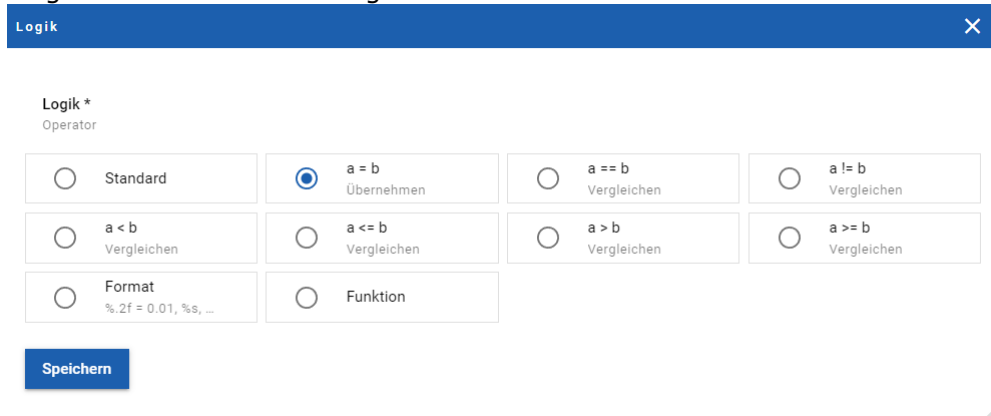 Logik
Logik *
Operator
Standard
a = b
Übernehmen
a == b
Vergleichen
a != b
Vergleichen
a < b
Vergleichen
a <= b
Vergleichen
a > b
Vergleichen
a >= b
Vergleichen
Format
%.2f = 0.01, %s, ...
Funktion
Speichern